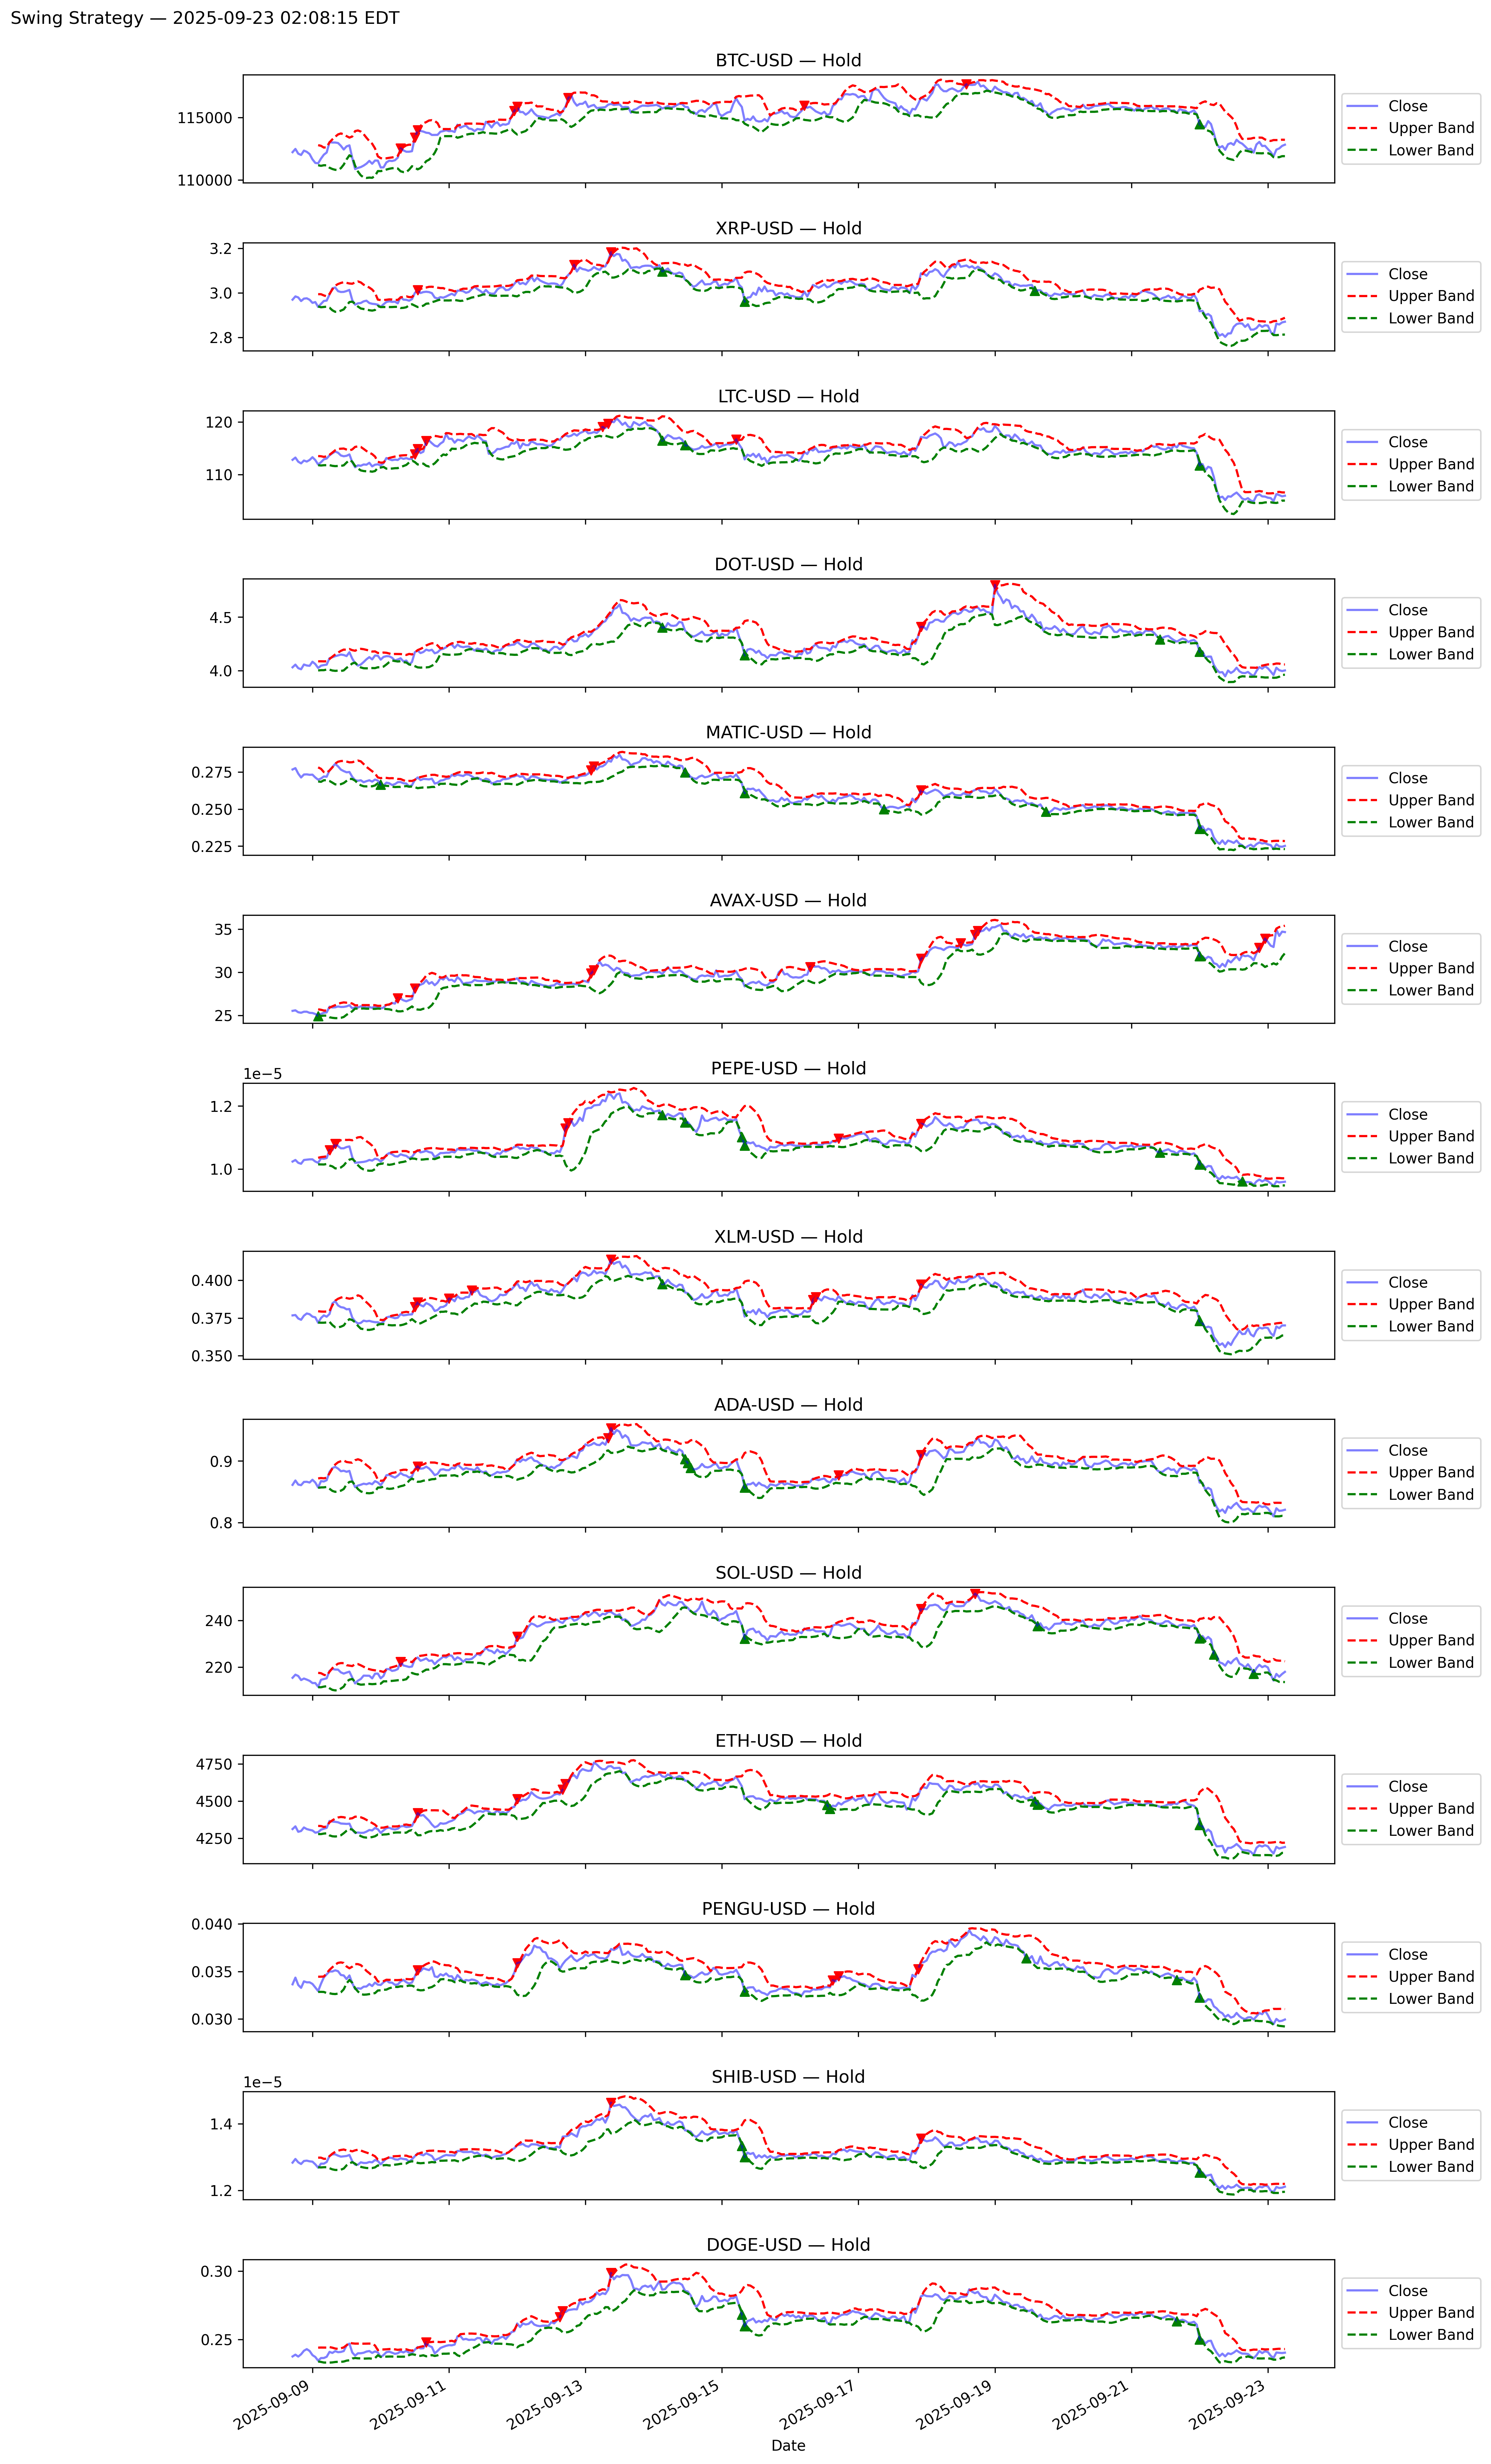 Swing Strategy — 2025-09-23 02:08:15 EDT
BTC-USD — Hold
115000
110000
Close
Upper Band
Lower Band
XRP-USD — Hold
3.2
3.0
2.8
Close
Upper Band
Lower Band
LTC-USD — Hold
120
110
Close
Upper Band
Lower Band
DOT-USD — Hold
4.5
4.0
Close
Upper Band
Lower Band
MATIC-USD — Hold
0.275
0.250
0.225
Close
Upper Band
Lower Band
AVAX-USD — Hold
35
30
25
Close
Upper Band
Lower Band
PEPE-USD — Hold
1e−5
1.2
1.0
Close
Upper Band
Lower Band
XLM-USD — Hold
0.400
0.375
0.350
Close
Upper Band
Lower Band
ADA-USD — Hold
0.9
0.8
Close
Upper Band
Lower Band
SOL-USD — Hold
240
220
Close
Upper Band
Lower Band
ETH-USD — Hold
4750
4500
4250
Close
Upper Band
Lower Band
PENGU-USD — Hold
0.040
0.035
0.030
Close
Upper Band
Lower Band
SHIB-USD — Hold
1e−5
1.4
1.2
Close
Upper Band
Lower Band
DOGE-USD — Hold
0.30
0.25
Close
Upper Band
Lower Band
2025-09-09
2025-09-11
2025-09-13
2025-09-15
2025-09-17
2025-09-19
2025-09-21
2025-09-23
Date